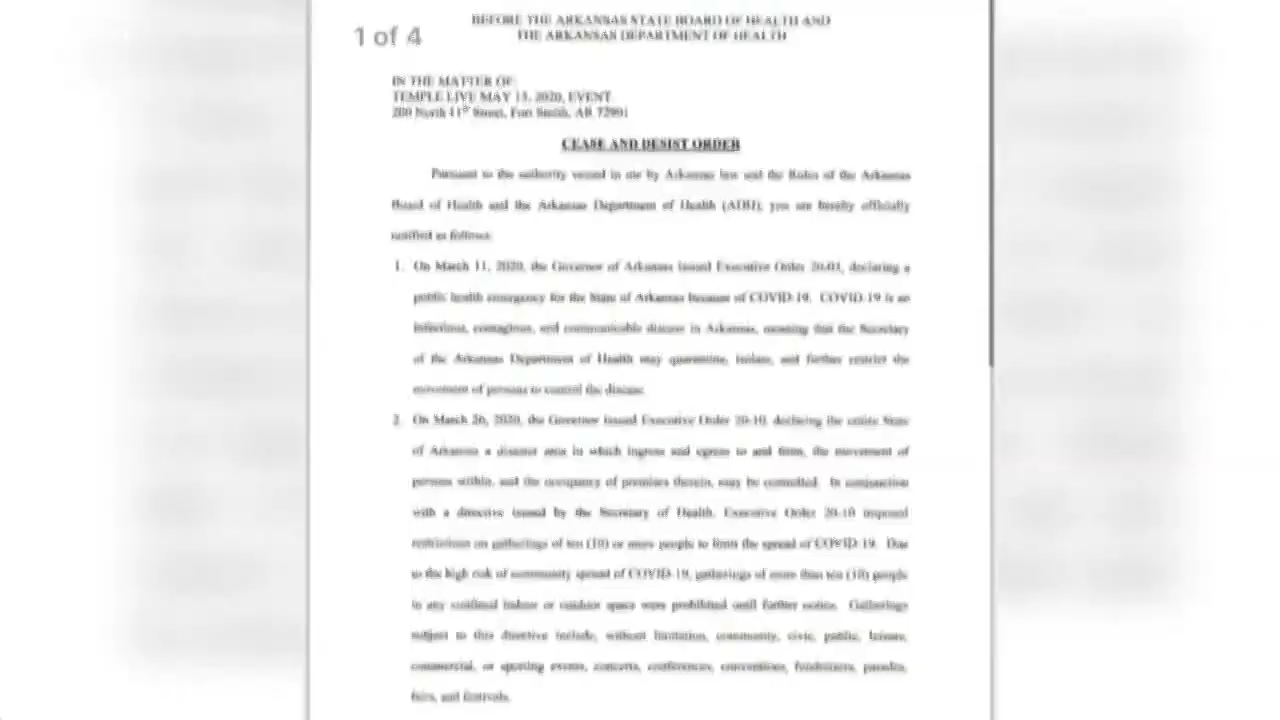 1 of 4
BEFORE THE ARKANSAS STATE BOARD OF HEALTH AND
THE ARKANSAS DEPARTMENT OF HEALTH
IN THE MATTER OF
TEMPLE LIVE MAY 15, 2020, EVENT
200 North 11th Street, Fort Smith, AR 72901
CEASE AND DESIST ORDER
Pursuant to the authority vested in me by Arkansas law and the Rules of the Arkansas
Board of Health and the Arkansas Department of Health (ADH), you are hereby officially
notified as follows:
1. On March 11, 2020, the Governor of Arkansas issued Executive Order 20-03, declaring a
public health emergency for the State of Arkansas because of COVID-19. COVID-19 is an
infectious, contagious, and communicable disease in Arkansas, meaning that the Secretary
of the Arkansas Department of Health may quarantine, isolate, and further restrict the
movement of persons to control the disease.
2. On March 26, 2020, the Governor issued Executive Order 20-10, declaring the entire State
of Arkansas a disaster area in which ingress and egress to and from, the movement of
persons within, and the occupancy of premises therein, may be controlled. In conjunction
with a directive issued by the Secretary of Health, Executive Order 20-10 imposed
restrictions on gatherings of ten (10) or more people to limit the spread of COVID-19. Due
to the high risk of community spread of COVID-19, gatherings of more than ten (10) people
in any confined indoor or outdoor space were prohibited until further notice. Gatherings
subject to this directive include, without limitation, community, civic, public, leisure,
commercial, or sporting events, concerts, conferences, conventions, fundraisers, parades,
fairs, and festivals.